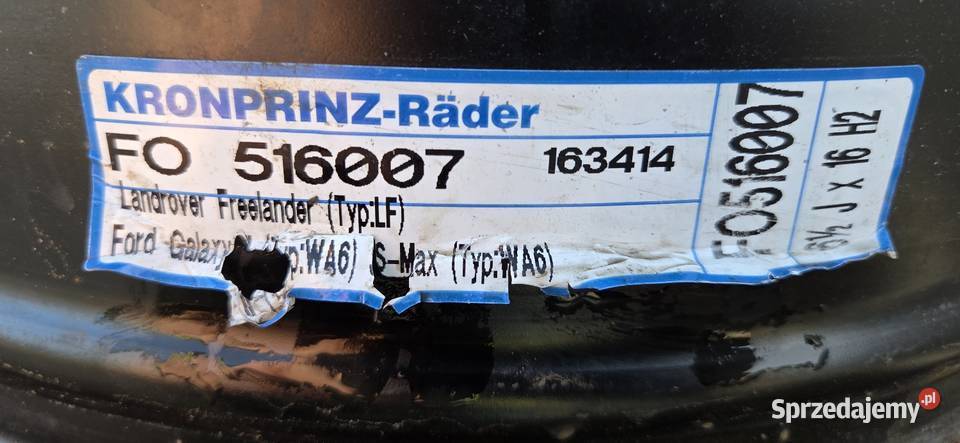 KRONPRINZ-Räder
FO 516007 163414
Landrover Freelander (Typ:LF)
Ford Galaxy (Typ:WA6) S-Max (Typ:WA6)
FO516007
6½ J x 16 H2
Sprzedajemy.pl